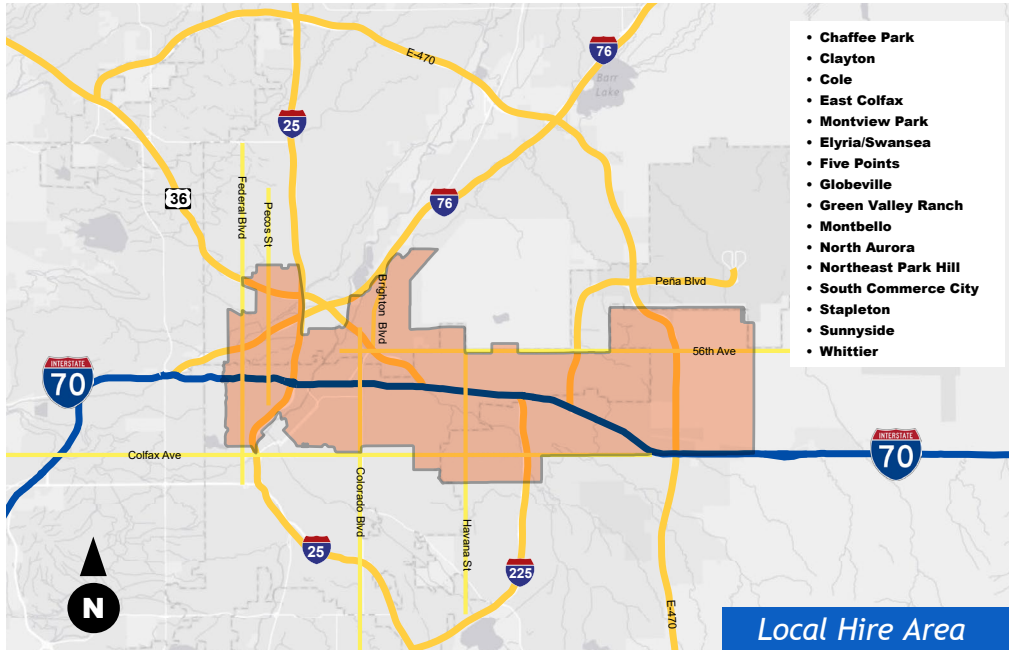 • Chaffee Park
• Clayton
• Cole
• East Colfax
• Montview Park
• Elyria/Swansea
• Five Points
• Globeville
• Green Valley Ranch
• Montbello
• North Aurora
• Northeast Park Hill
• South Commerce City
• Stapleton
• Sunnyside
• Whittier
E-470
76
Barr
Lake
25
36
76
Federal Blvd
Pecos St
Brighton Blvd
Peña Blvd
56th Ave
INTERSTATE
70
Colfax Ave
INTERSTATE
70
Colorado Blvd
Havana St
25
225
E-470
N
Local Hire Area